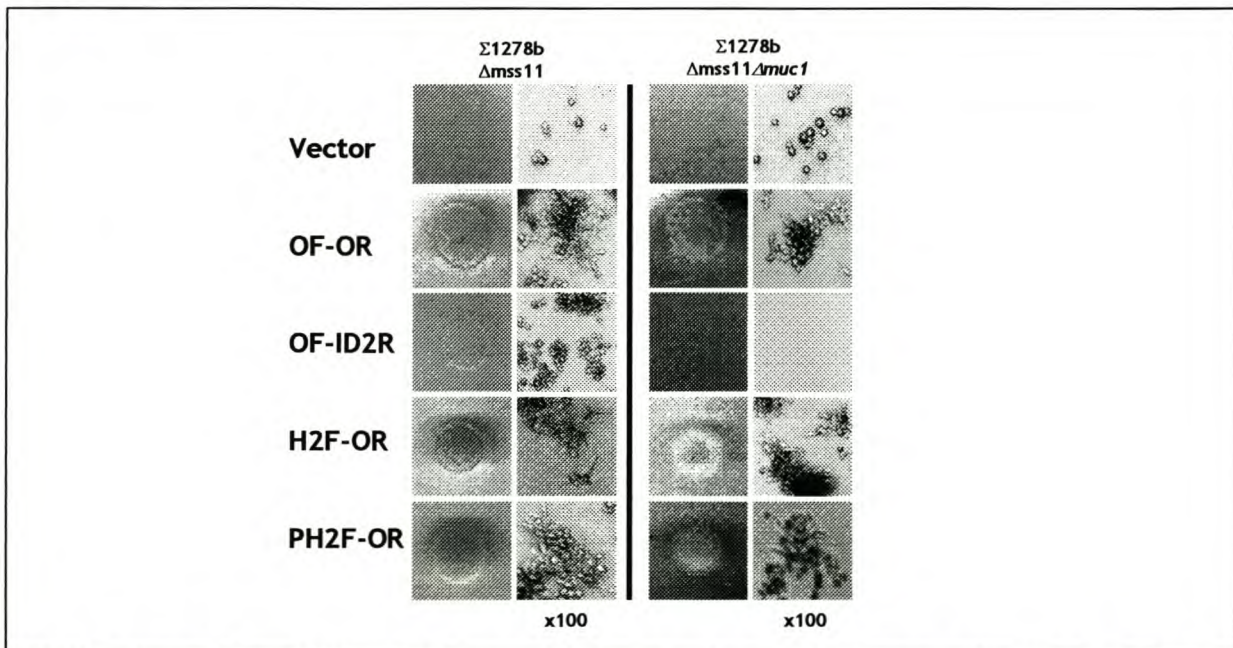 Σ1278b
Δmss11
Σ1278b
Δmss11Δmuc1
Vector
OF-OR
OF-ID2R
H2F-OR
PH2F-OR
x100
x100